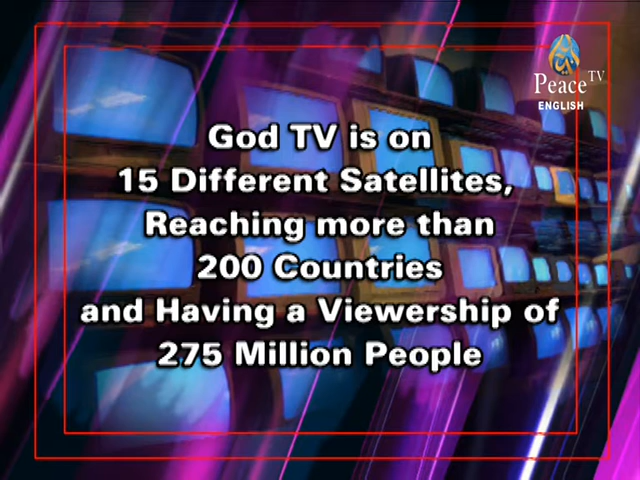 Peace TV
ENGLISH
God TV is on
15 Different Satellites,
Reaching more than
200 Countries
and Having a Viewership of
275 Million People